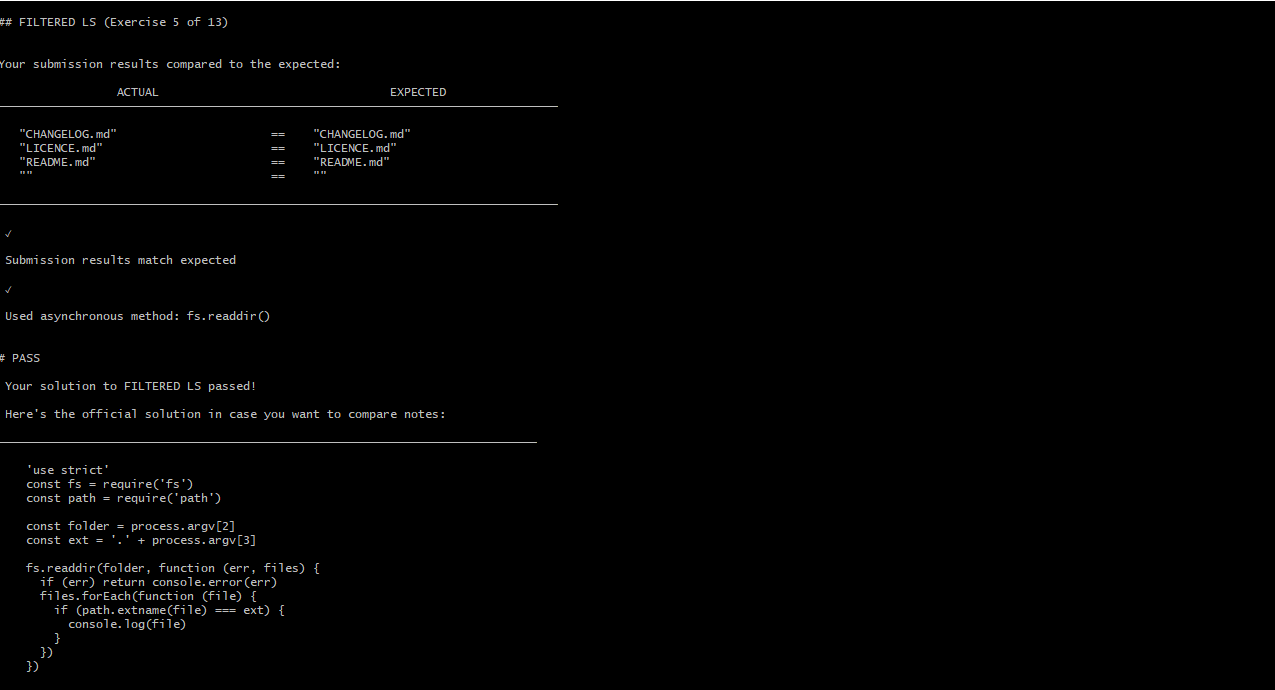 ## FILTERED LS (Exercise 5 of 13)
Your submission results compared to the expected:
ACTUAL EXPECTED
"CHANGELOG.md" == "CHANGELOG.md"
"LICENCE.md" == "LICENCE.md"
"README.md" == "README.md"
"" == ""
✓
Submission results match expected
✓
Used asynchronous method: fs.readdir()
# PASS
Your solution to FILTERED LS passed!
Here's the official solution in case you want to compare notes:
'use strict'
const fs = require('fs')
const path = require('path')
const folder = process.argv[2]
const ext = '.' + process.argv[3]
fs.readdir(folder, function (err, files) {
if (err) return console.error(err)
files.forEach(function (file) {
if (path.extname(file) === ext) {
console.log(file)
}
})
})